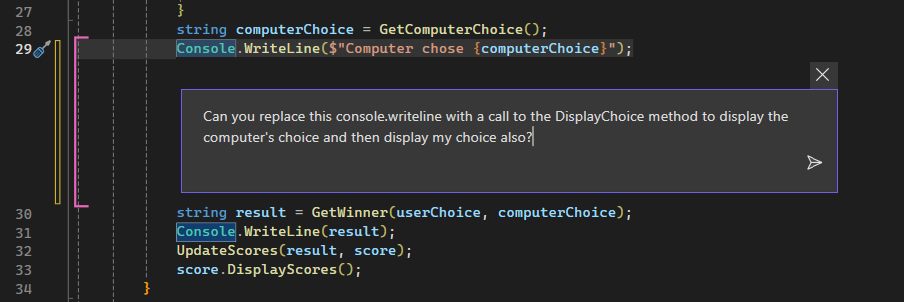 27 }
28 string computerChoice = GetComputerChoice();
29 Console.WriteLine($"Computer chose {computerChoice}");
Can you replace this console.writeline with a call to the DisplayChoice method to display the
computer's choice and then display my choice also?
30 string result = GetWinner(userChoice, computerChoice);
31 Console.WriteLine(result);
32 UpdateScores(result, score);
33 score.DisplayScores();
34 }